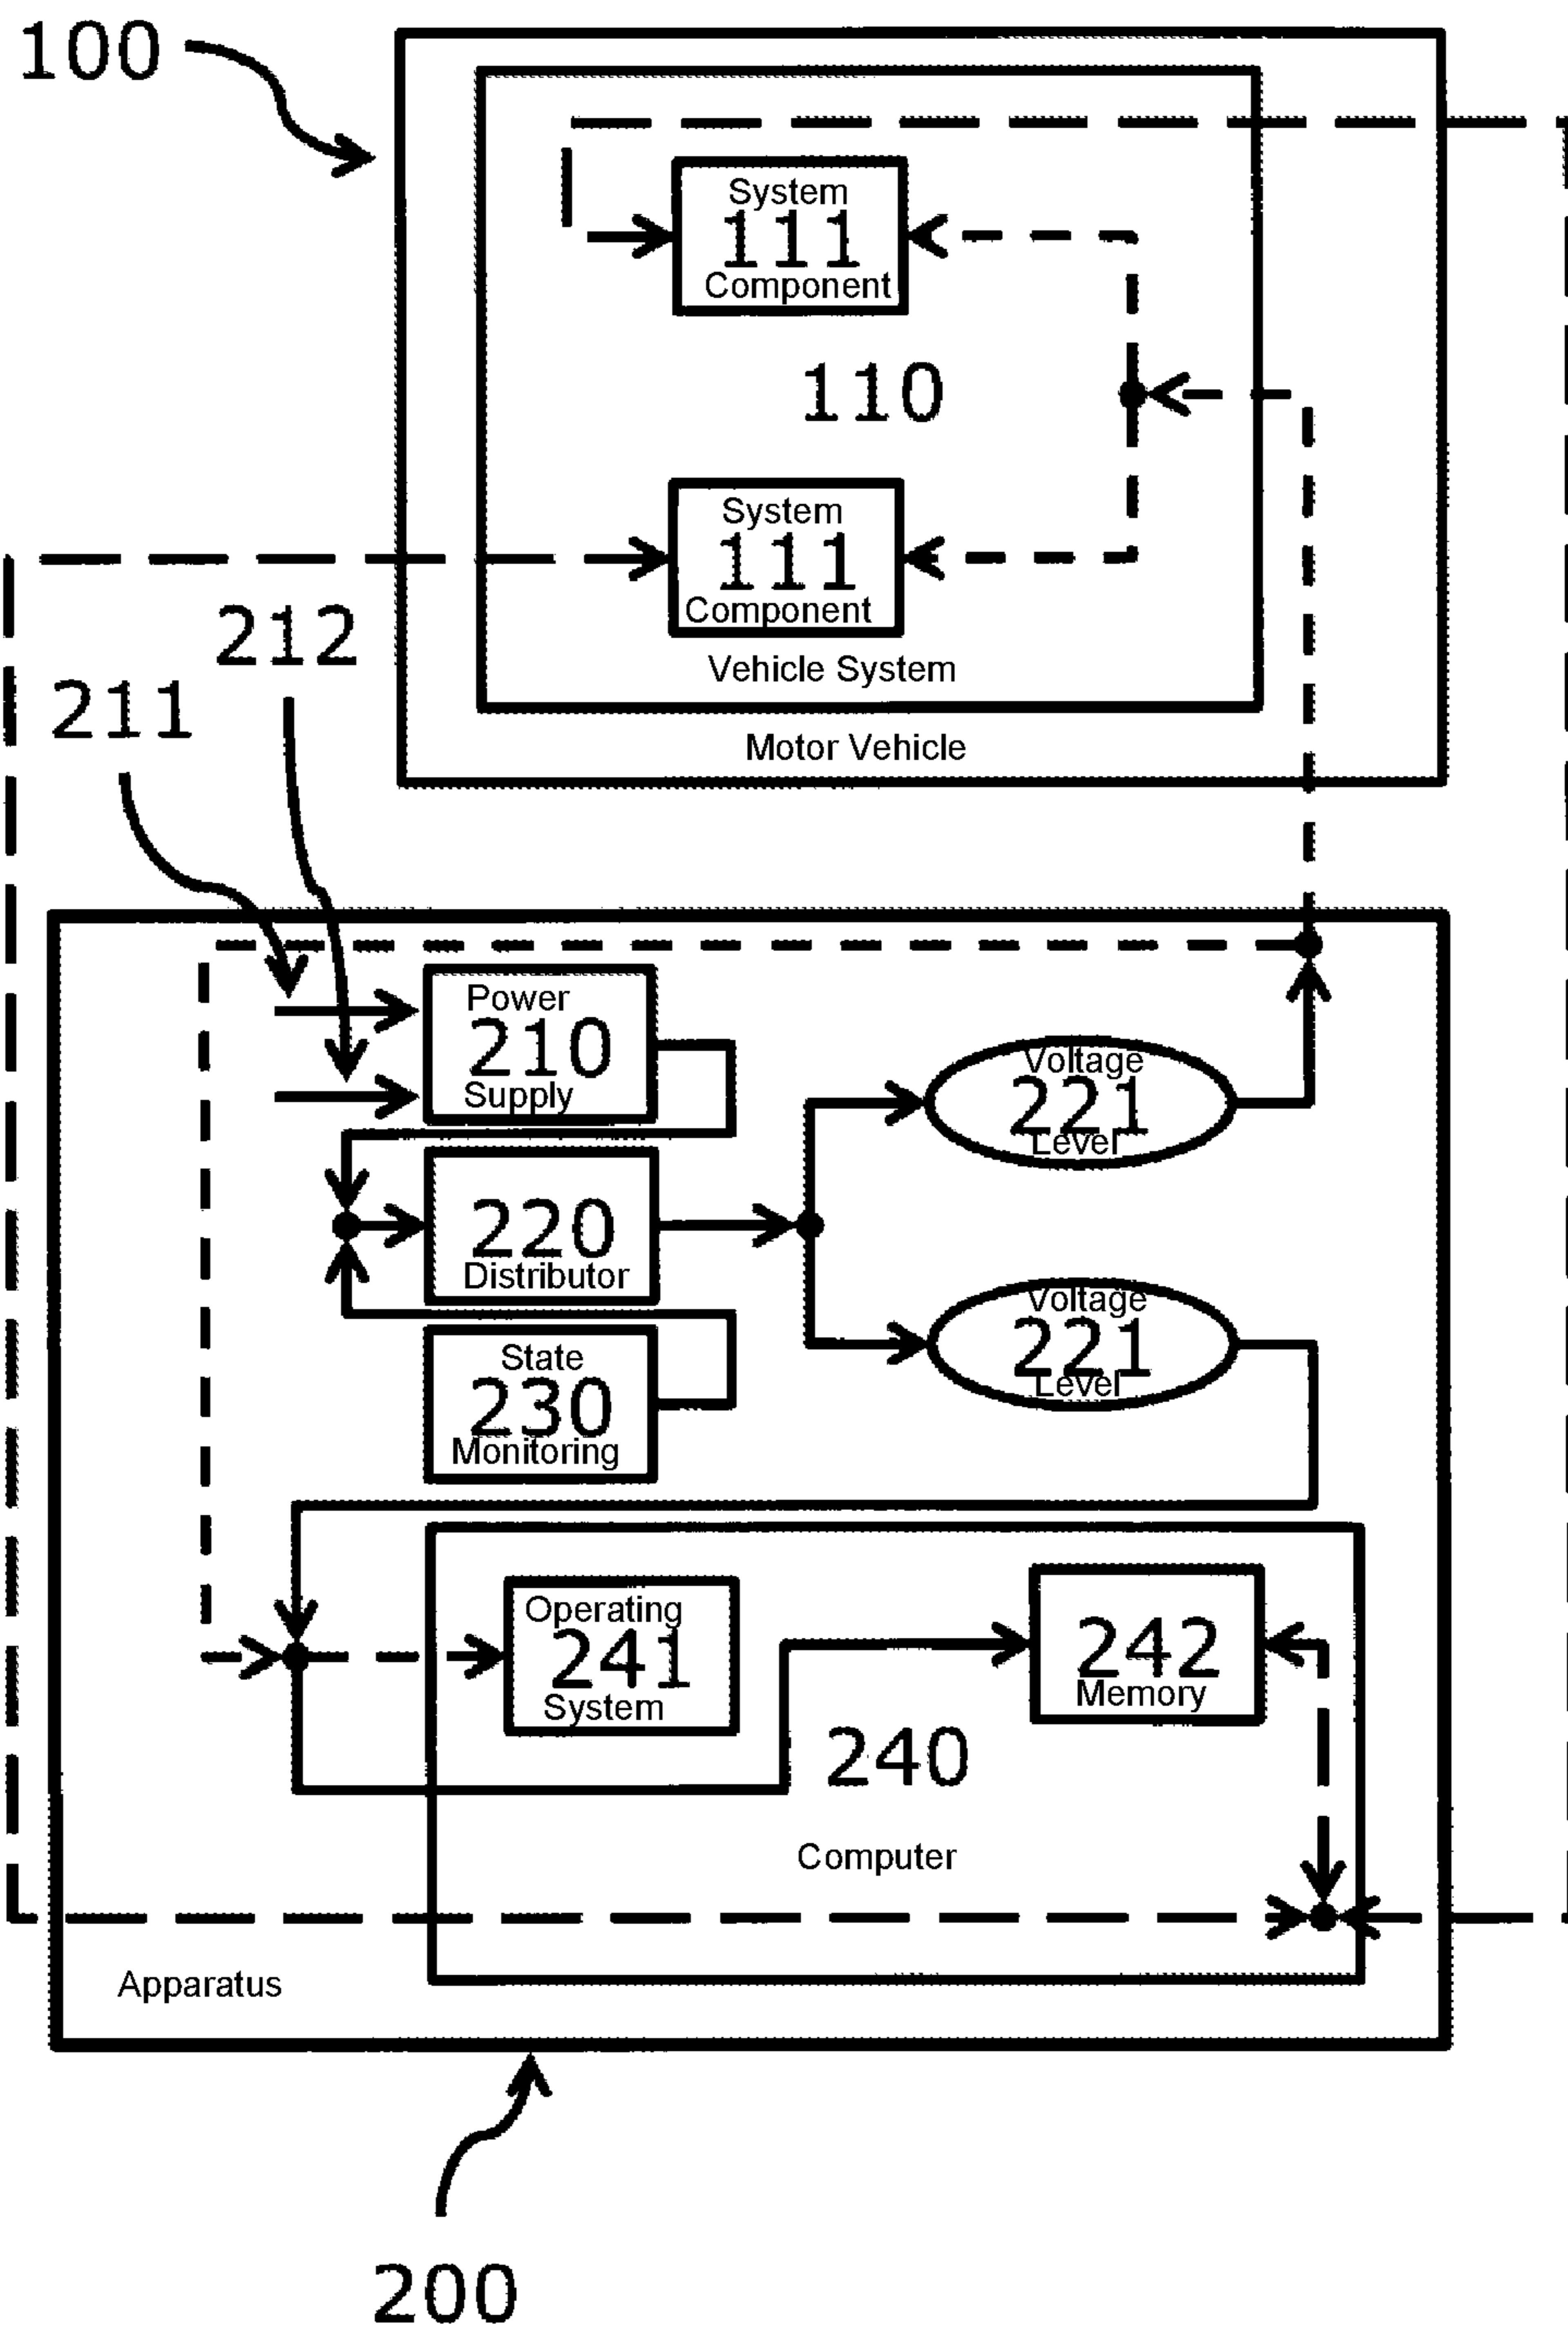 100
System
111
Component
110
System
111
Component
Vehicle System
Motor Vehicle
212
211
Power
210
Supply
Voltage
221
Level
220
Distributor
Voltage
221
Level
State
230
Monitoring
Operating
241
System
242
Memory
240
Computer
Apparatus
200